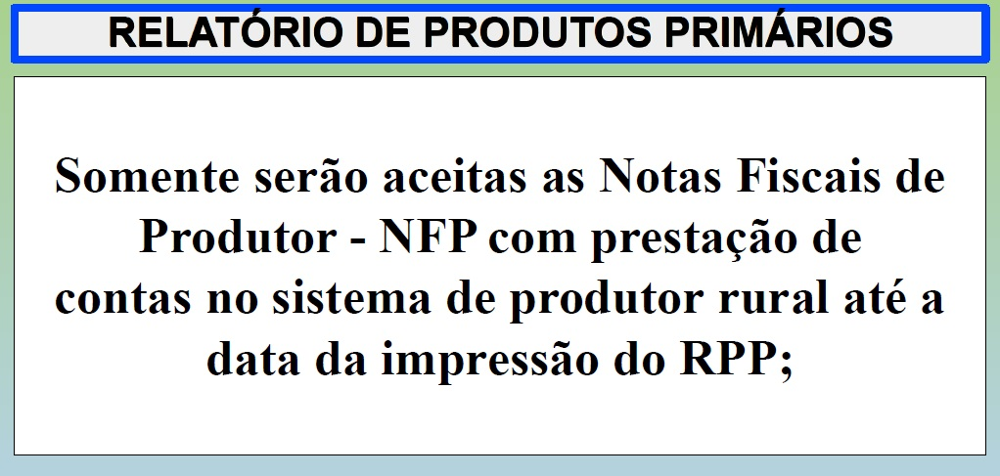 RELATÓRIO DE PRODUTOS PRIMÁRIOS
Somente serão aceitas as Notas Fiscais de
Produtor - NFP com prestação de
contas no sistema de produtor rural até a
data da impressão do RPP;